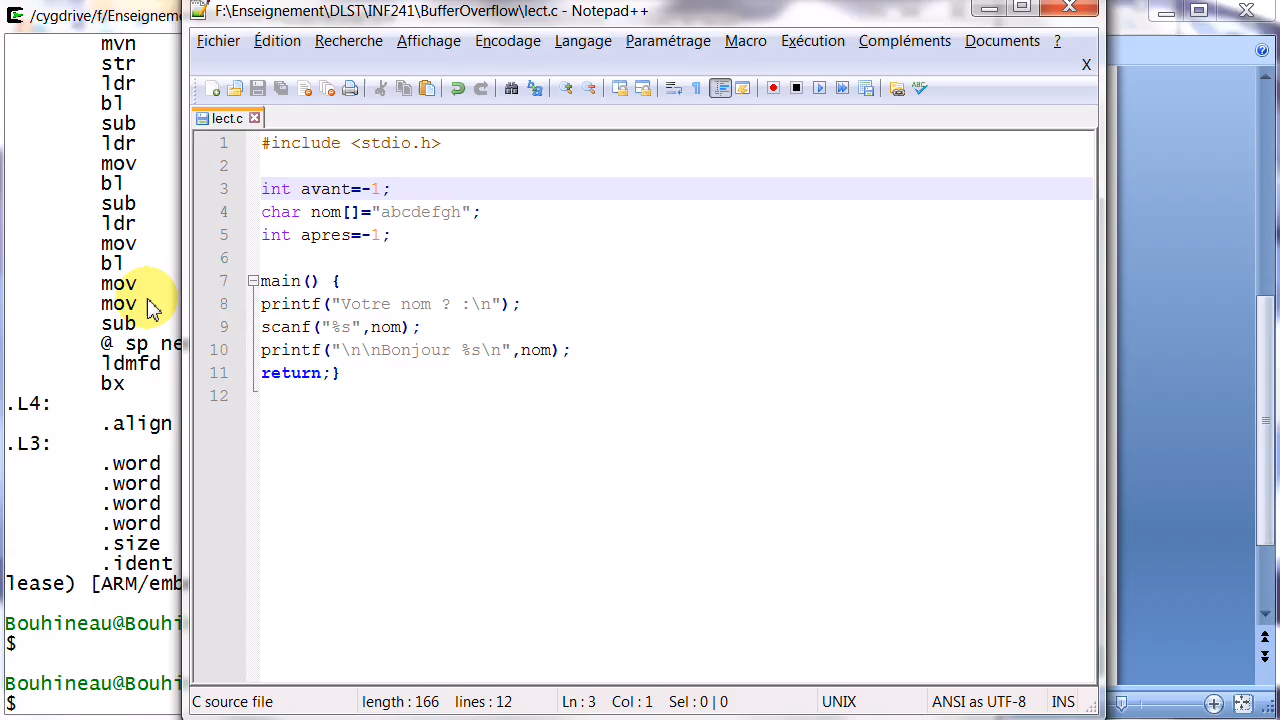 /cygdrive/f/Enseigneme
mvn
str
ldr
bl
sub
ldr
mov
bl
sub
ldr
mov
bl
mov
mov
sub
@ sp ne
ldmfd
bx
.L4:
.align
.L3:
.word
.word
.word
.word
.size
.ident
lease) [ARM/emb
Bouhineau@Bouhi
$
Bouhineau@Bouhi
$
F:\Enseignement\DLST\INF241\BufferOverflow\lect.c - Notepad++
Fichier Édition Recherche Affichage Encodage Langage Paramétrage Macro Exécution Compléments Documents ?
X
lect.c
1 #include <stdio.h>
2
3 int avant=-1;
4 char nom[]="abcdefgh";
5 int apres=-1;
6
7 main() {
8 printf("Votre nom ? :\n");
9 scanf("%s",nom);
10 printf("\n\nBonjour %s\n",nom);
11 return;}
12
C source file length : 166 lines : 12 Ln : 3 Col : 1 Sel : 0 | 0 UNIX ANSI as UTF-8 INS